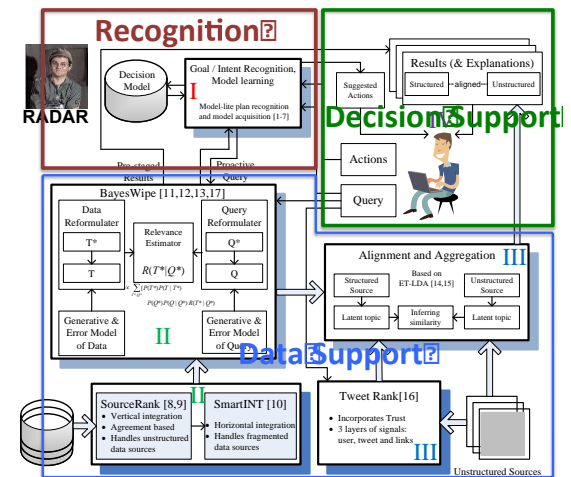 Recognition
RADAR
Decision
Model
Goal / Intent Recognition,
Model learning
I
Model-lite plan recognition
and model acquisition [1-7]
Suggested
Actions
Results (& Explanations)
Structured
aligned
Unstructured
Decision Support
IV
Actions
Query
Pre-staged
Results
Proactive
Query
BayesWipe [11,12,13,17]
Data
Reformulater
T*
T
Relevance
Estimator
R(T*|Q*)
Query
Reformulater
Q*
Q
P(Q*)P(Q|Q*)R(T*|Q*)
Generative &
Error Model
of Data
II
Generative &
Error Model
of Query
Data Support
Alignment and Aggregation
III
Structured
Source
Based on
ET-LDA [14,15]
Unstructured
Source
Latent topic
Inferring
similarity
Latent topic
II
SourceRank [8,9]
• Vertical integration
• Agreement based
• Handles unstructured
data sources
SmartINT [10]
• Horizontal integration
• Handles fragmented
data sources
Tweet Rank[16]
• Incorporates Trust
• 3 layers of signals:
user, tweet and links
III
Unstructured Sources